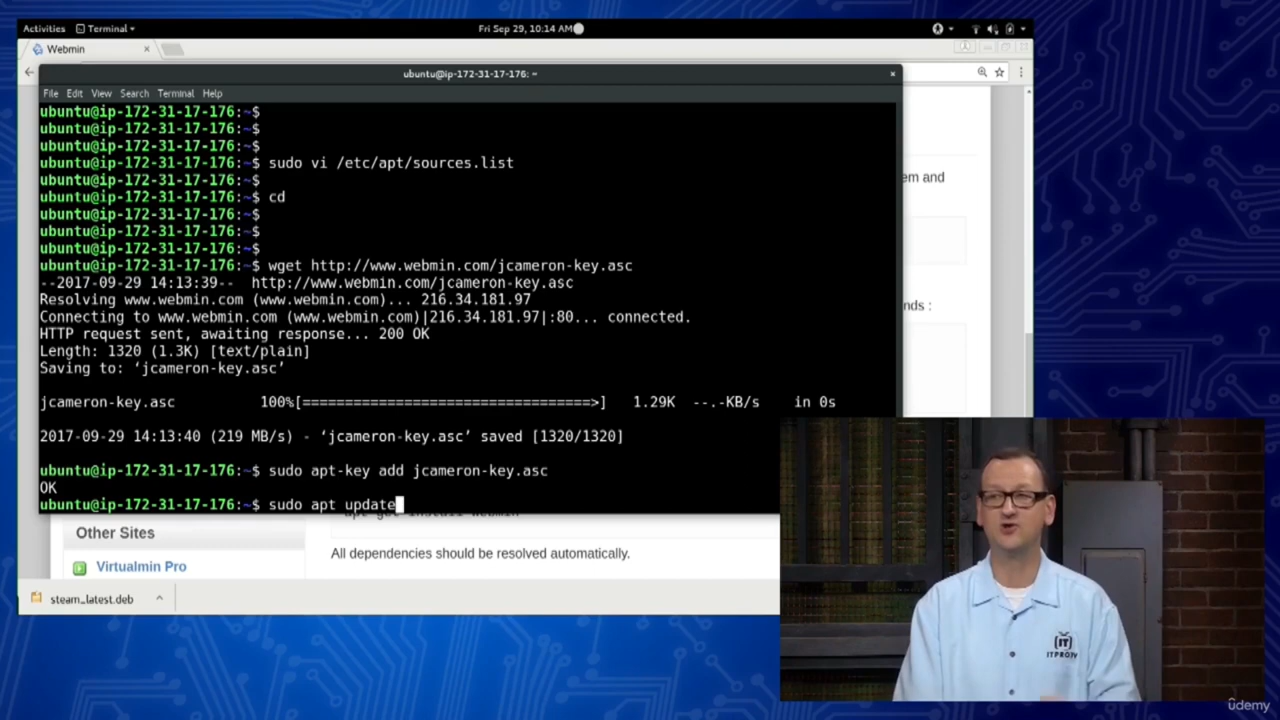 Activities Terminal Fri Sep 29, 10:14 AM
Webmin
ubuntu@ip-172-31-17-176: ~
File Edit View Search Terminal Help
ubuntu@ip-172-31-17-176:~$
ubuntu@ip-172-31-17-176:~$
ubuntu@ip-172-31-17-176:~$
ubuntu@ip-172-31-17-176:~$ sudo vi /etc/apt/sources.list
ubuntu@ip-172-31-17-176:~$
ubuntu@ip-172-31-17-176:~$ cd
ubuntu@ip-172-31-17-176:~$
ubuntu@ip-172-31-17-176:~$
ubuntu@ip-172-31-17-176:~$
ubuntu@ip-172-31-17-176:~$ wget http://www.webmin.com/jcameron-key.asc
--2017-09-29 14:13:39-- http://www.webmin.com/jcameron-key.asc
Resolving www.webmin.com (www.webmin.com)... 216.34.181.97
Connecting to www.webmin.com (www.webmin.com)|216.34.181.97|:80... connected.
HTTP request sent, awaiting response... 200 OK
Length: 1320 (1.3K) [text/plain]
Saving to: ‘jcameron-key.asc’
jcameron-key.asc 100%[==================================>] 1.29K --.-KB/s in 0s
2017-09-29 14:13:40 (219 MB/s) - ‘jcameron-key.asc’ saved [1320/1320]
ubuntu@ip-172-31-17-176:~$ sudo apt-key add jcameron-key.asc
OK
ubuntu@ip-172-31-17-176:~$ sudo apt update
em and
nds :
apt-get install webmin
Other Sites
All dependencies should be resolved automatically.
Virtualmin Pro
steam_latest.deb
IT
ITPROTV
ûdemy